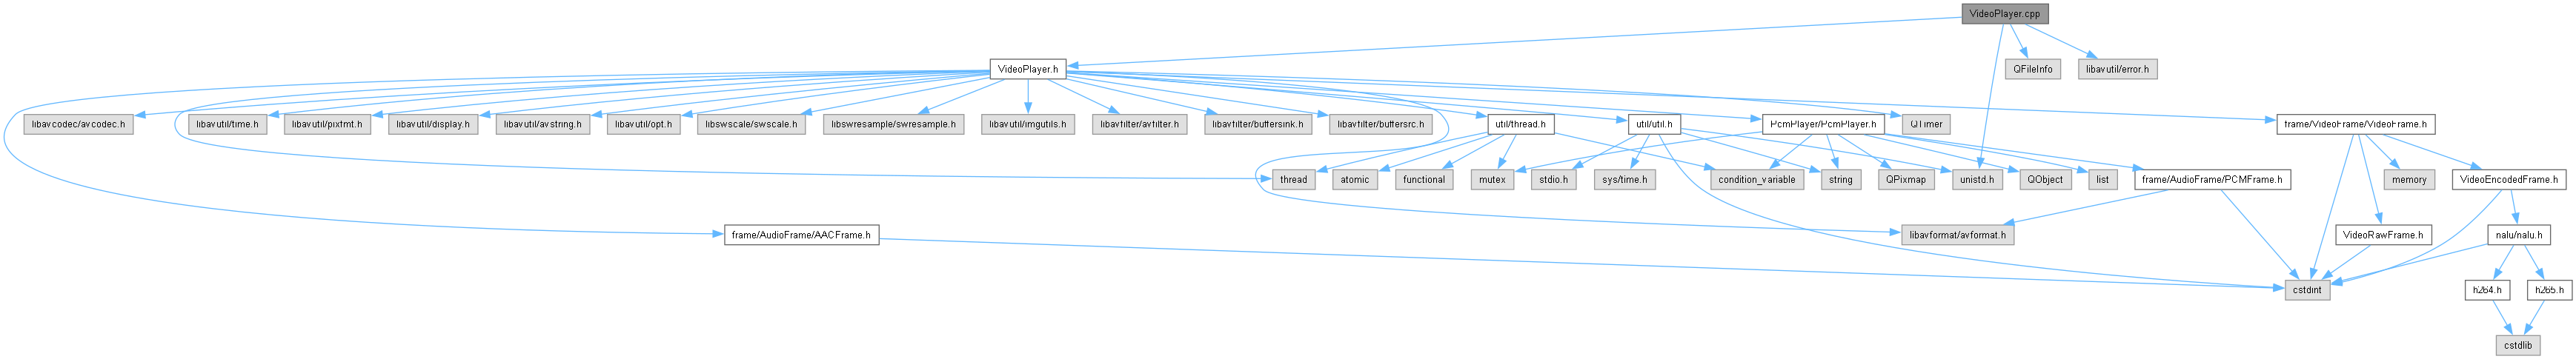 VideoPlayer.cpp
VideoPlayer.h
QFileInfo
libavutil/error.h
libavcodec/avcodec.h
libavutil/time.h
libavutil/pixfmt.h
libavutil/display.h
libavutil/avstring.h
libavutil/opt.h
libswscale/swscale.h
libswresample/swresample.h
libavutil/imgutils.h
libavfilter/avfilter.h
libavfilter/buffersink.h
libavfilter/buffersrc.h
util/thread.h
util/util.h
PcmPlayer/PcmPlayer.h
QTimer
frame/VideoFrame/VideoFrame.h
thread
atomic
functional
mutex
stdio.h
sys/time.h
condition_variable
string
QPixmap
unistd.h
QObject
list
frame/AudioFrame/PCMFrame.h
memory
VideoEncodedFrame.h
frame/AudioFrame/AACFrame.h
libavformat/avformat.h
VideoRawFrame.h
nalu/nalu.h
cstdint
h264.h
h265.h
cstdlib